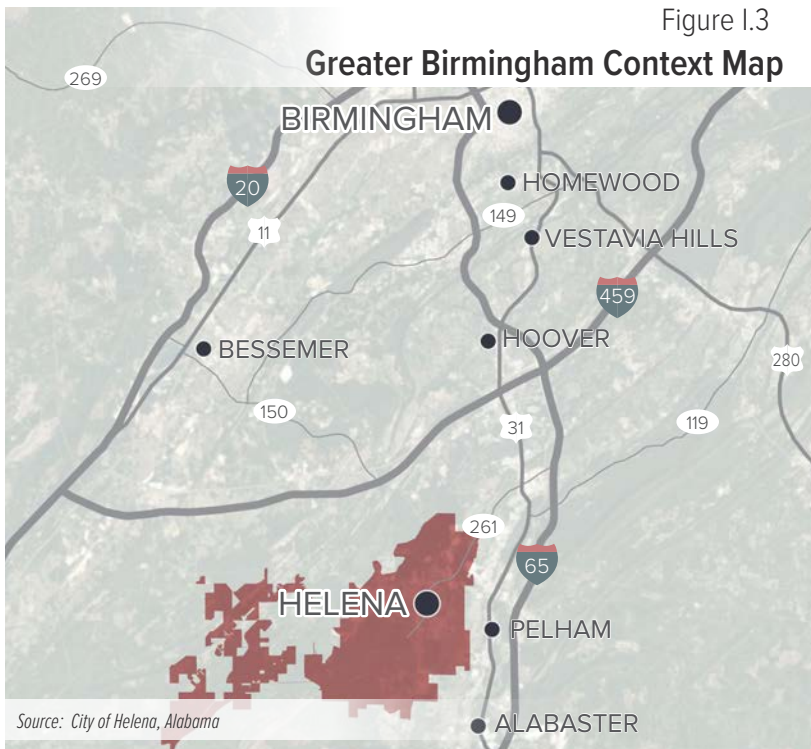 Figure I.3
Greater Birmingham Context Map
269
BIRMINGHAM
20
HOMEWOOD
149
11
VESTAVIA HILLS
459
HOOVER
BESSEMER
280
150
119
31
261
65
HELENA
PELHAM
Source: City of Helena, Alabama
ALABASTER